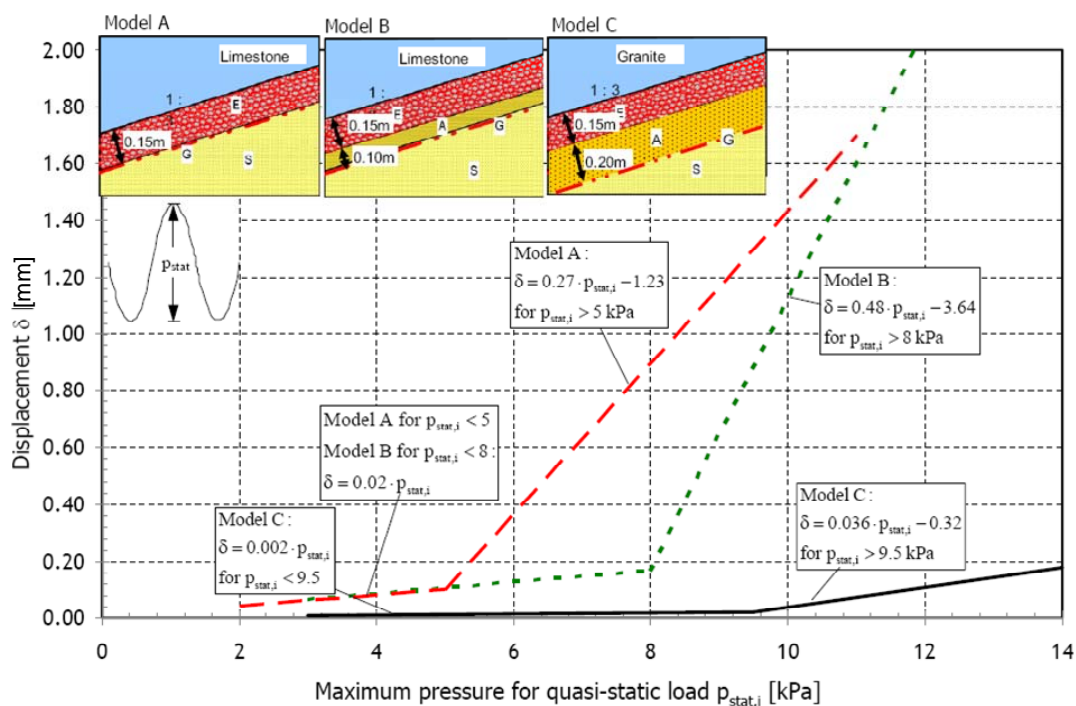 Model A
Model B
Model C
Limestone
1 :
1
E
0.15m
G
S
Limestone
1 :
E
0.15m
A
G
0.10m
S
Granite
1 : 3
0.15m
A
G
0.20m
S
p_stat
Displacement δ [mm]
2.00
1.80
1.60
1.40
1.20
1.00
0.80
0.60
0.40
0.20
0.00
Model A :
δ = 0.27 · p_stat,i − 1.23
for p_stat,i > 5 kPa
Model B :
δ = 0.48 · p_stat,i − 3.64
for p_stat,i > 8 kPa
Model A for p_stat,i < 5
Model B for p_stat,i < 8 :
δ = 0.02 · p_stat,i
Model C :
δ = 0.002 · p_stat,i
for p_stat,i < 9.5
Model C :
δ = 0.036 · p_stat,i − 0.32
for p_stat,i > 9.5 kPa
0 2 4 6 8 10 12 14
Maximum pressure for quasi-static load p_stat,i [kPa]